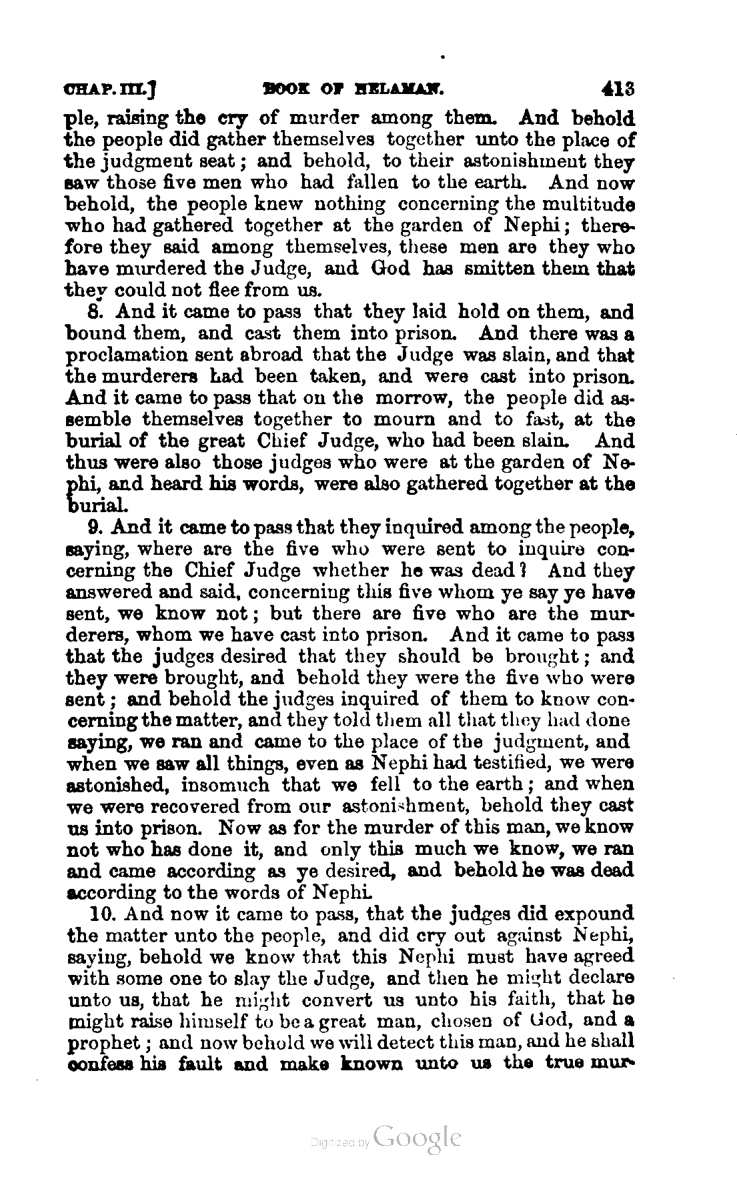 CHAP. III.] BOOK OF HELAMAN. 413
ple, raising the cry of murder among them. And behold
the people did gather themselves together unto the place of
the judgment seat; and behold, to their astonishment they
saw those five men who had fallen to the earth. And now
behold, the people knew nothing concerning the multitude
who had gathered together at the garden of Nephi; there-
fore they said among themselves, these men are they who
have murdered the Judge, and God has smitten them that
they could not flee from us.
8. And it came to pass that they laid hold on them, and
bound them, and cast them into prison. And there was a
proclamation sent abroad that the Judge was slain, and that
the murderers had been taken, and were cast into prison.
And it came to pass that on the morrow, the people did as-
semble themselves together to mourn and to fast, at the
burial of the great Chief Judge, who had been slain. And
thus were also those judges who were at the garden of Ne-
phi, and heard his words, were also gathered together at the
burial.
9. And it came to pass that they inquired among the people,
saying, where are the five who were sent to inquire con-
cerning the Chief Judge whether he was dead? And they
answered and said, concerning this five whom ye say ye have
sent, we know not; but there are five who are the mur-
derers, whom we have cast into prison. And it came to pass
that the judges desired that they should be brought; and
they were brought, and behold they were the five who were
sent; and behold the judges inquired of them to know con-
cerning the matter, and they told them all that they had done
saying, we ran and came to the place of the judgment, and
when we saw all things, even as Nephi had testified, we were
astonished, insomuch that we fell to the earth; and when
we were recovered from our astonishment, behold they cast
us into prison. Now as for the murder of this man, we know
not who has done it, and only this much we know, we ran
and came according as ye desired, and behold he was dead
according to the words of Nephi.
10. And now it came to pass, that the judges did expound
the matter unto the people, and did cry out against Nephi,
saying, behold we know that this Nephi must have agreed
with some one to slay the Judge, and then he might declare
unto us, that he might convert us unto his faith, that he
might raise himself to be a great man, chosen of God, and a
prophet; and now behold we will detect this man, and he shall
confess his fault and make known unto us the true mur-
Digitized by Google